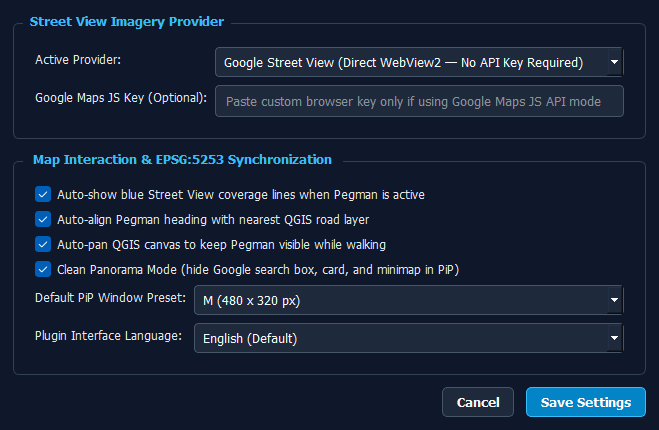 Street View Imagery Provider
Active Provider:
Google Street View (Direct WebView2 — No API Key Required)
Google Maps JS Key (Optional):
Paste custom browser key only if using Google Maps JS API mode
Map Interaction & EPSG:5253 Synchronization
Auto-show blue Street View coverage lines when Pegman is active
Auto-align Pegman heading with nearest QGIS road layer
Auto-pan QGIS canvas to keep Pegman visible while walking
Clean Panorama Mode (hide Google search box, card, and minimap in PiP)
Default PiP Window Preset:
M (480 x 320 px)
Plugin Interface Language:
English (Default)
Cancel
Save Settings